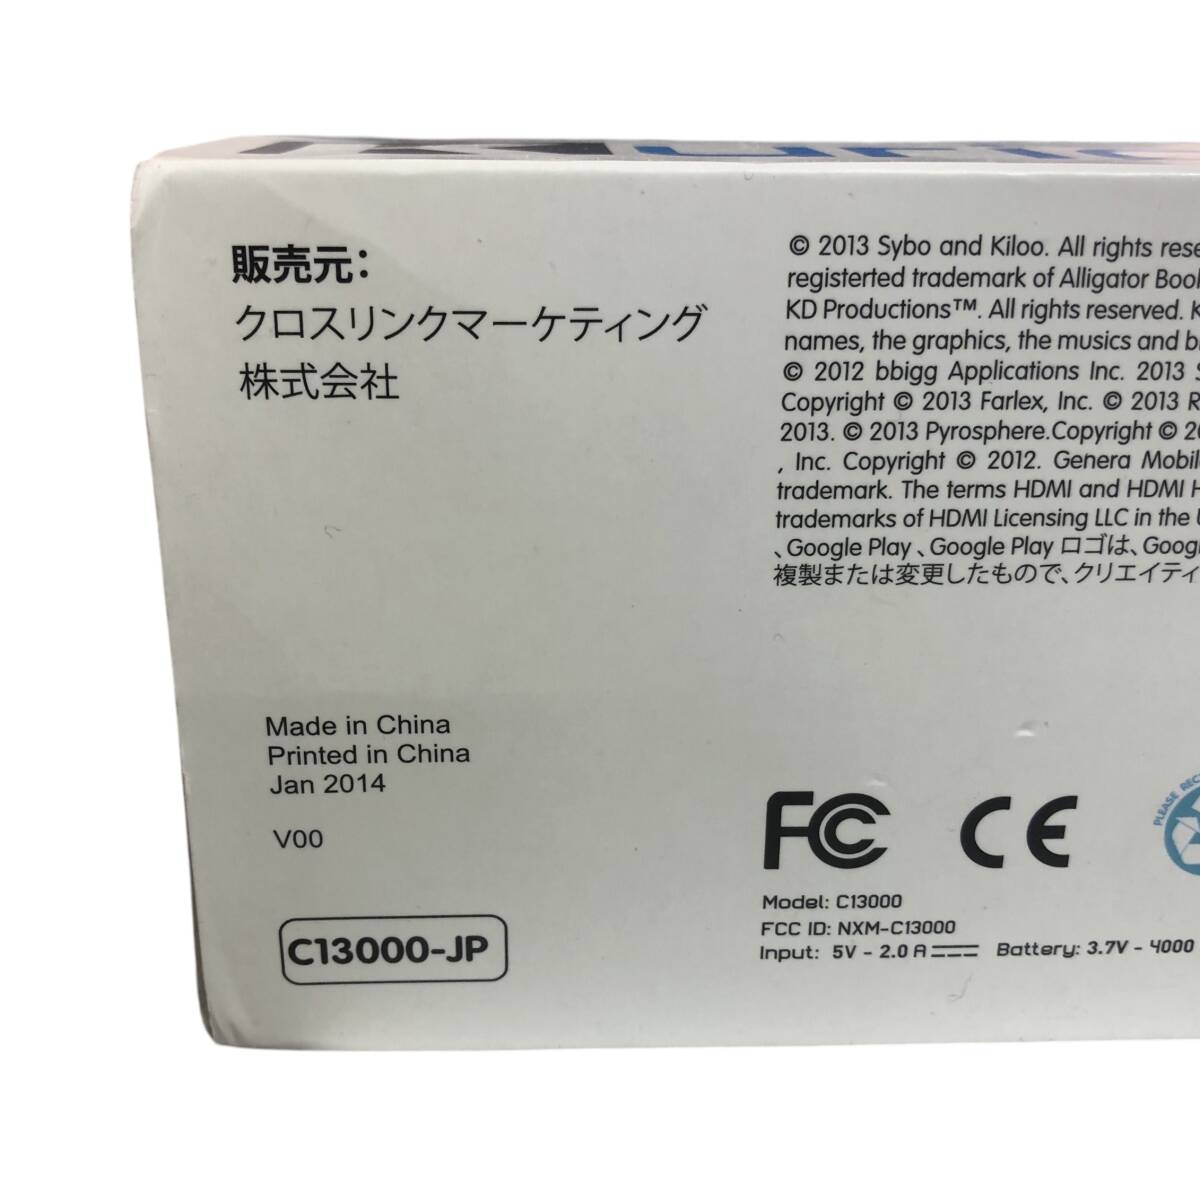 販売元：
クロスリンクマーケティング
株式会社
© 2013 Sybo and Kiloo. All rights
registerted trademark of Alligator
KD Productions™. All rights reserved.
names, the graphics, the musics and
© 2012 bbigg Applications Inc. 2013
Copyright © 2013 Farlex, Inc. © 2013
2013. © 2013 Pyrosphere.Copyright ©
, Inc. Copyright © 2012. Genera
trademark. The terms HDMI and HDMI
trademarks of HDMI Licensing LLC in the
、Google Play 、Google Play ロゴは、
複製または変更したもので、クリエイティ
Made in China
Printed in China
Jan 2014
V00
C13000-JP
FC CE
PLEASE
Model: C13000
FCC ID: NXM-C13000
Input: 5V - 2.0A Battery: 3.7V - 4000